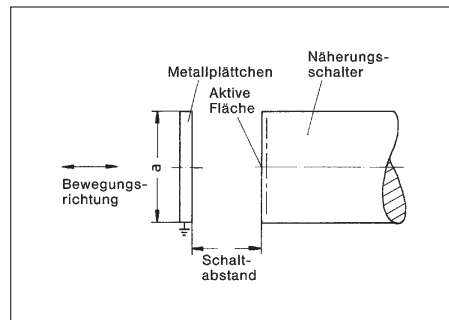 Näherungs-
schalter
Metallplättchen
Aktive
Fläche
a
Bewegungs-
richtung
Schalt-
abstand